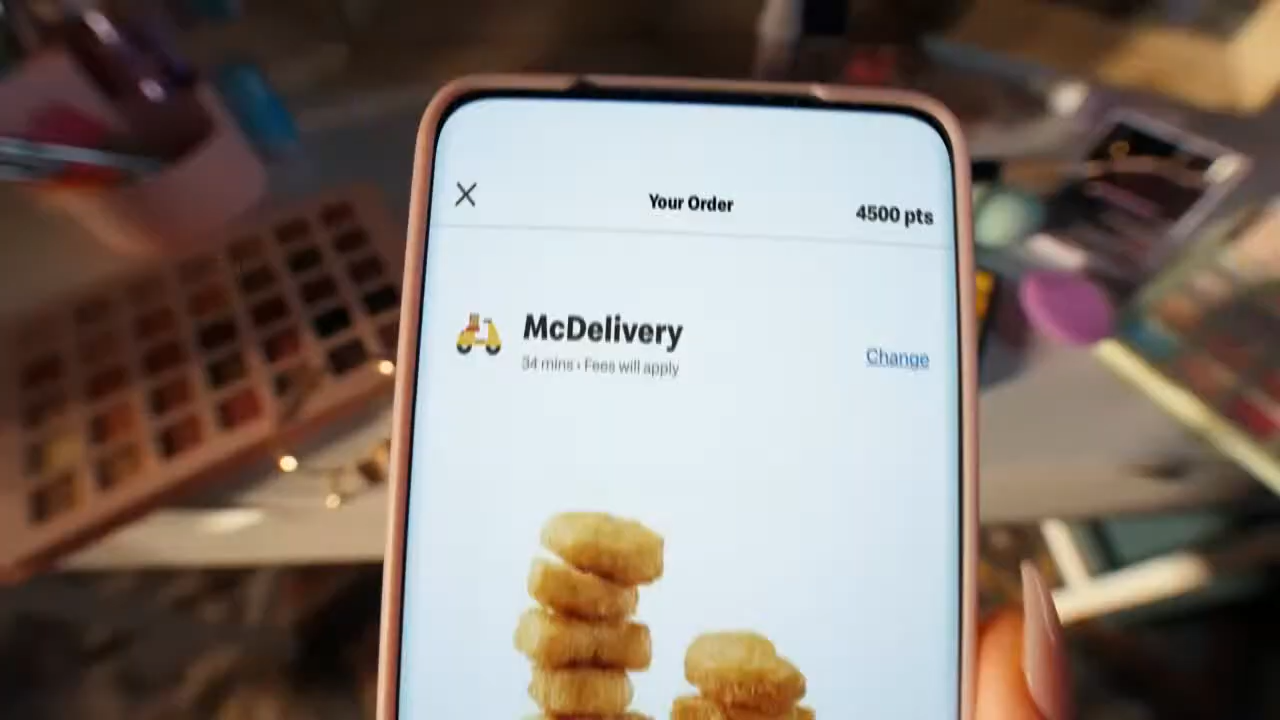 Your Order
4500 pts
McDelivery
34 mins • Fees will apply
Change